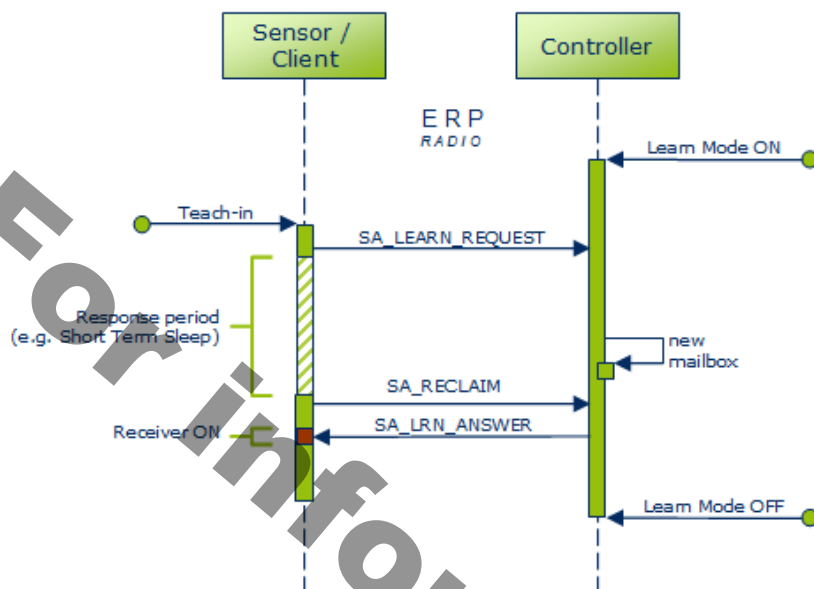 Sensor /
Client
Controller
ERP
RADIO
Learn Mode ON
Teach-in
SA_LEARN_REQUEST
Response period
(e.g. Short Term Sleep)
new
mailbox
SA_RECLAIM
Receiver ON
SA_LRN_ANSWER
Learn Mode OFF
For info